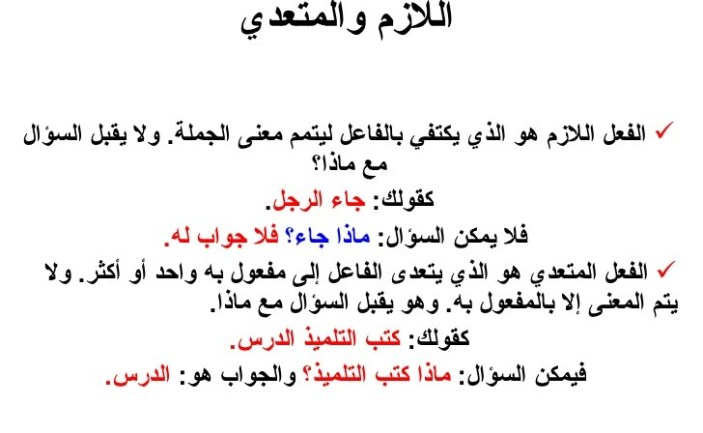 اللازم والمتعدي
✓ الفعل اللازم هو الذي يكتفي بالفاعل ليتمم معنى الجملة. ولا يقبل السؤال
مع ماذا؟
كقولك: جاء الرجل.
فلا يمكن السؤال: ماذا جاء؟ فلا جواب له.
✓ الفعل المتعدي هو الذي يتعدى الفاعل إلى مفعول به واحد أو أكثر. ولا
يتم المعنى إلا بالمفعول به. وهو يقبل السؤال مع ماذا.
كقولك: كتب التلميذ الدرس.
فيمكن السؤال: ماذا كتب التلميذ؟ والجواب هو: الدرس.